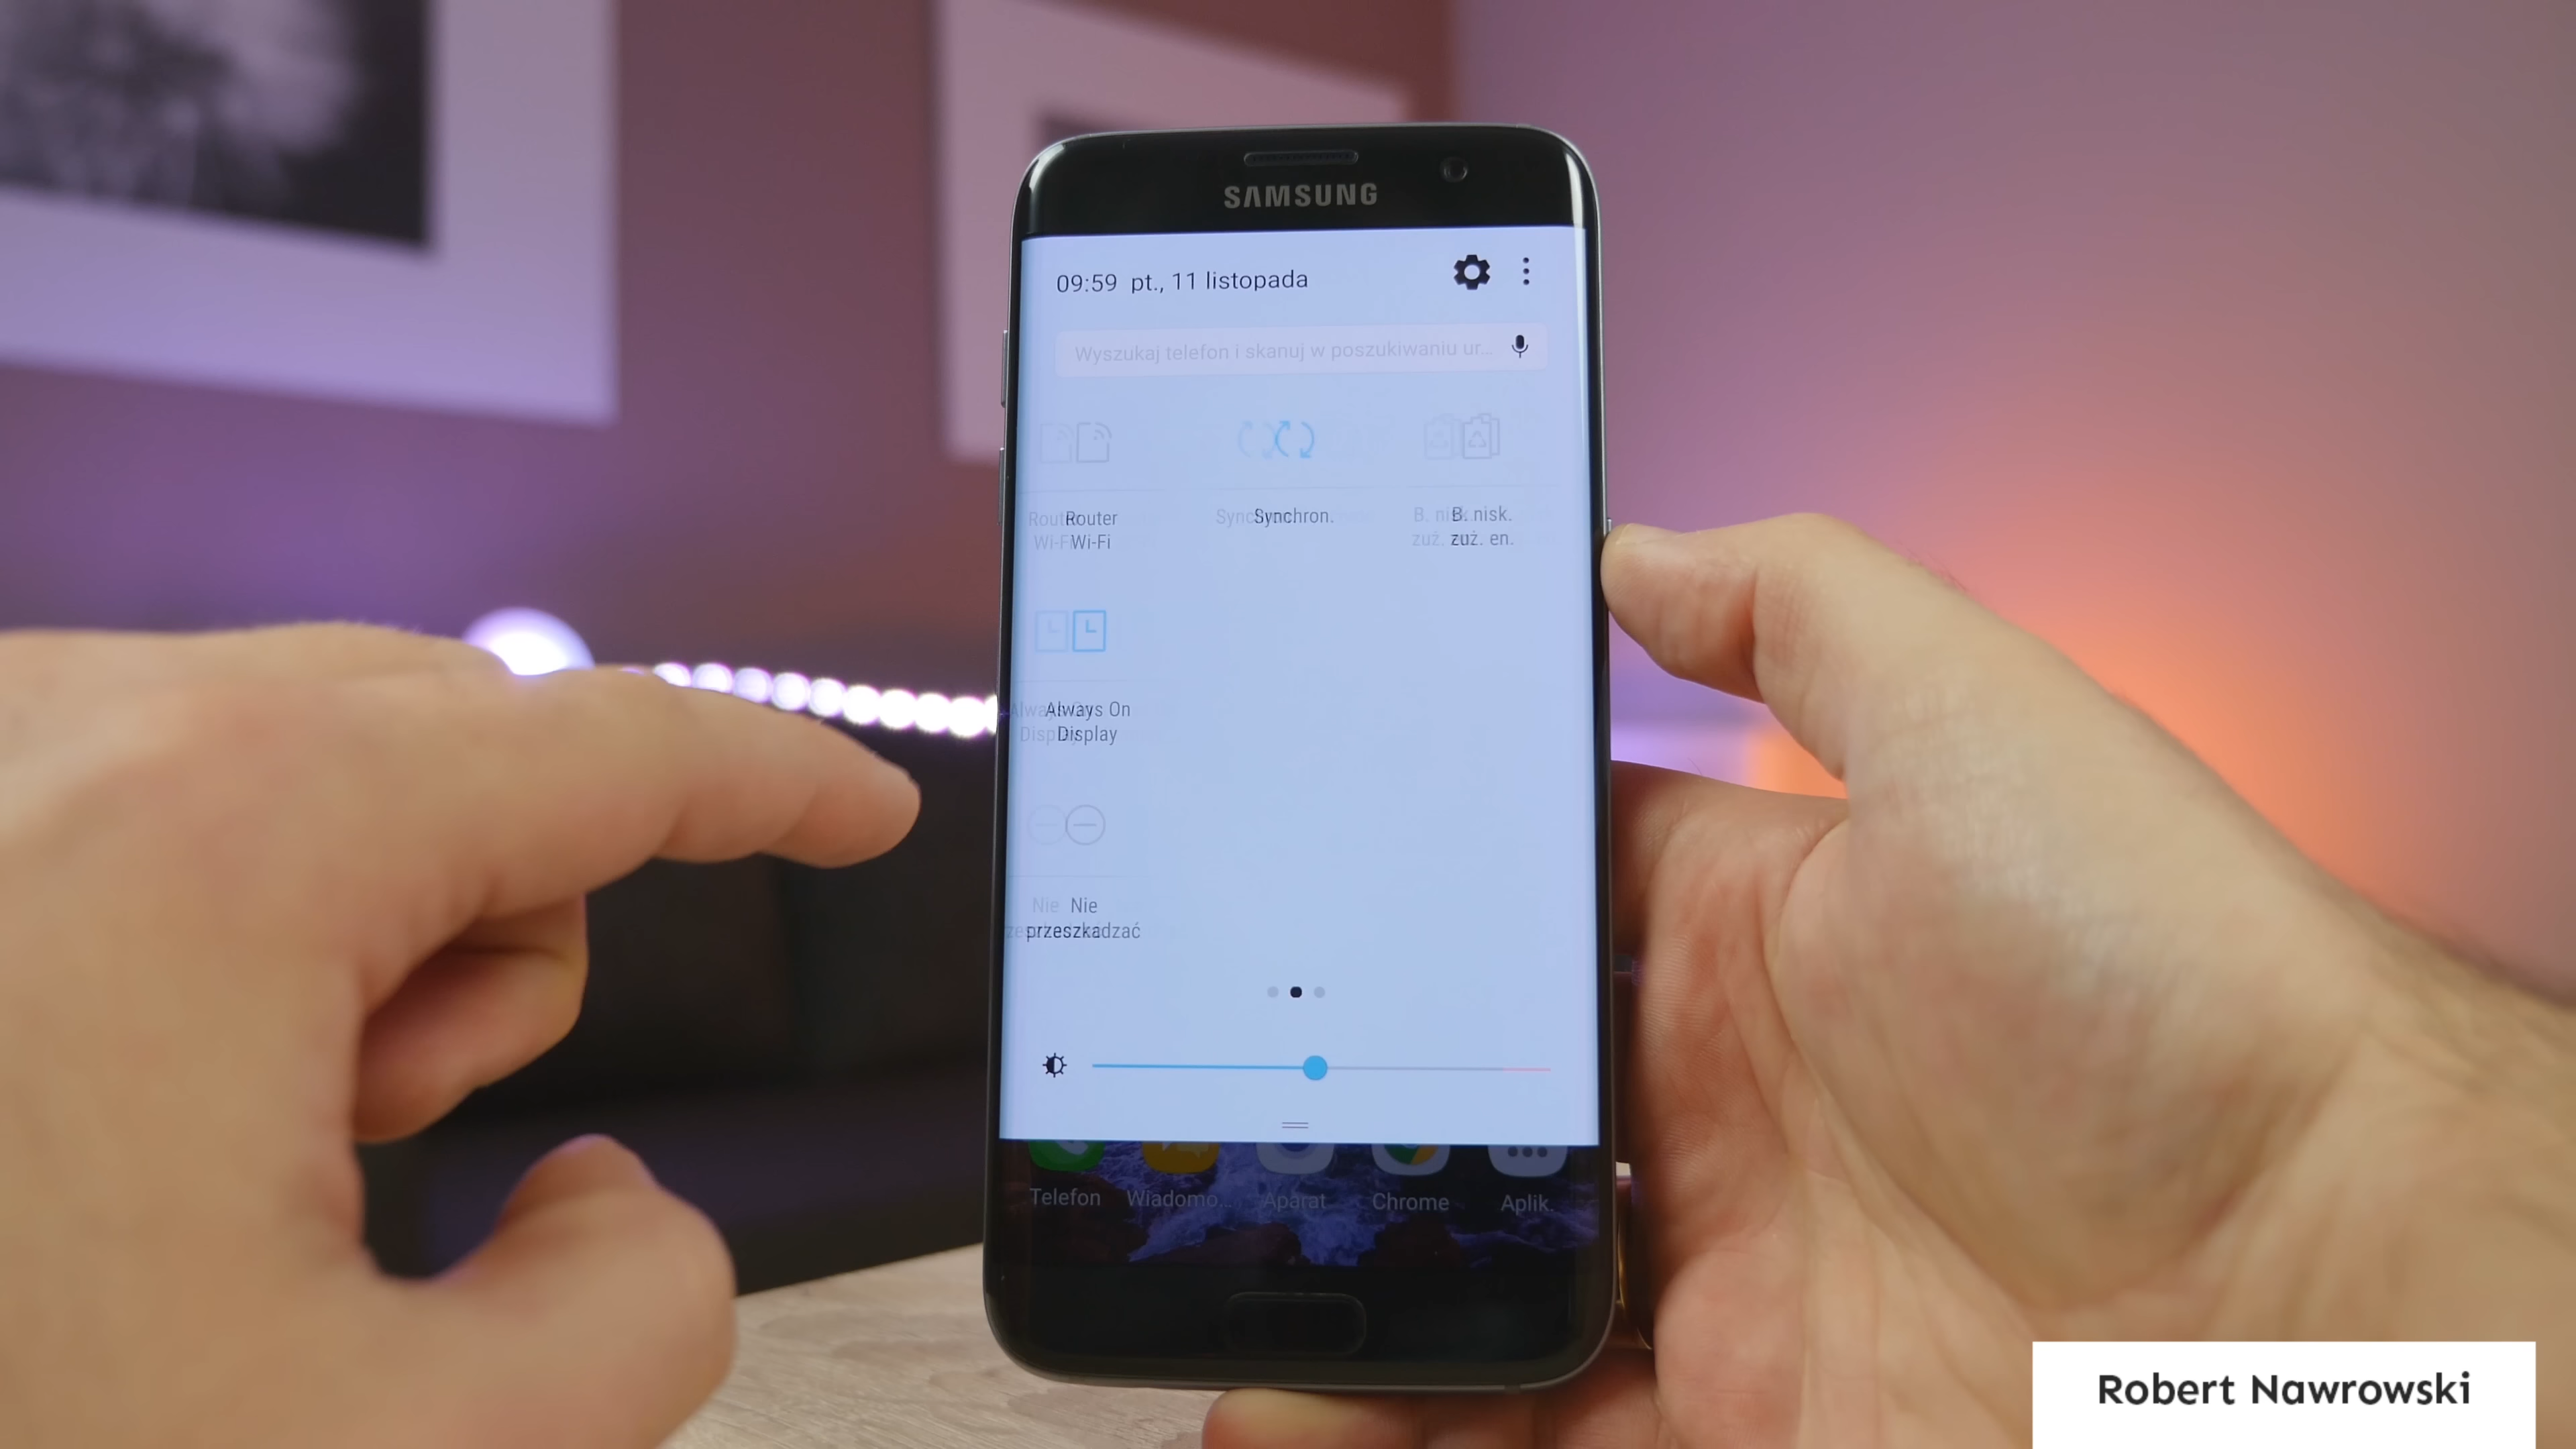 SAMSUNG
09:59 pt., 11 listopada
Wyszukaj telefon i skanuj w poszukiwaniu ur...
Router
Wi-Fi
Synchron.
B. nisk.
zuż. en.
Always On
Display
Nie
przeszkadzać
Telefon
Wiadomo...
Aparat
Chrome
Aplik.
Robert Nawrowski